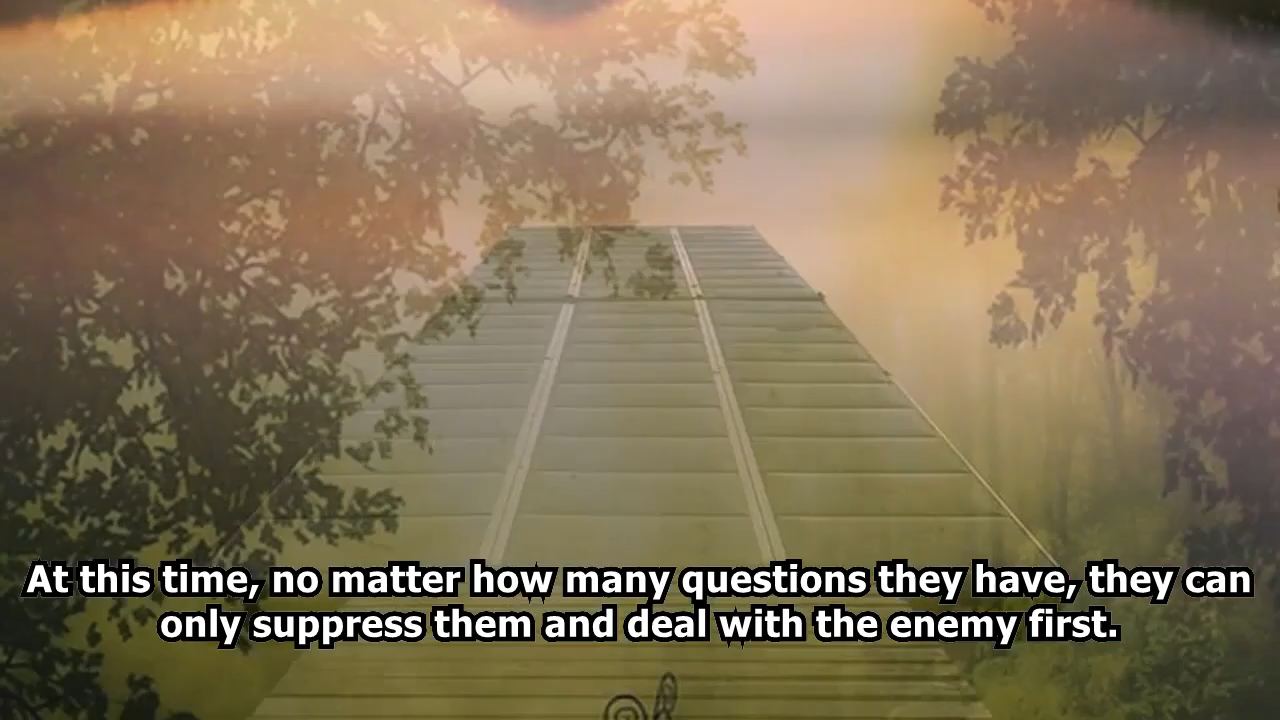 At this time, no matter how many questions they have, they can
only suppress them and deal with the enemy first.